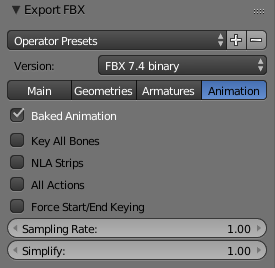 Export FBX
Operator Presets
Version: FBX 7.4 binary
Main Geometries Armatures Animation
Baked Animation
Key All Bones
NLA Strips
All Actions
Force Start/End Keying
Sampling Rate: 1.00
Simplify: 1.00